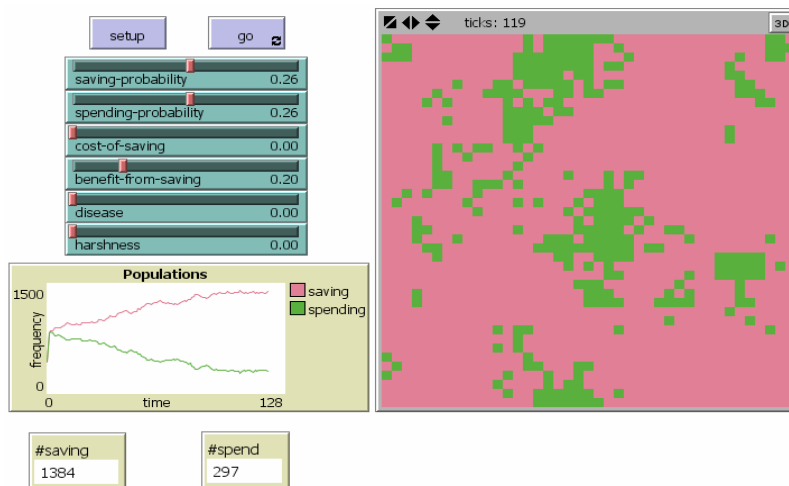 setup
go
ticks: 119
3D
saving-probability 0.26
spending-probability 0.26
cost-of-saving 0.00
benefit-from-saving 0.20
disease 0.00
harshness 0.00
Populations
1500
frequency
0
0 time 128
saving
spending
#saving
1384
#spend
297